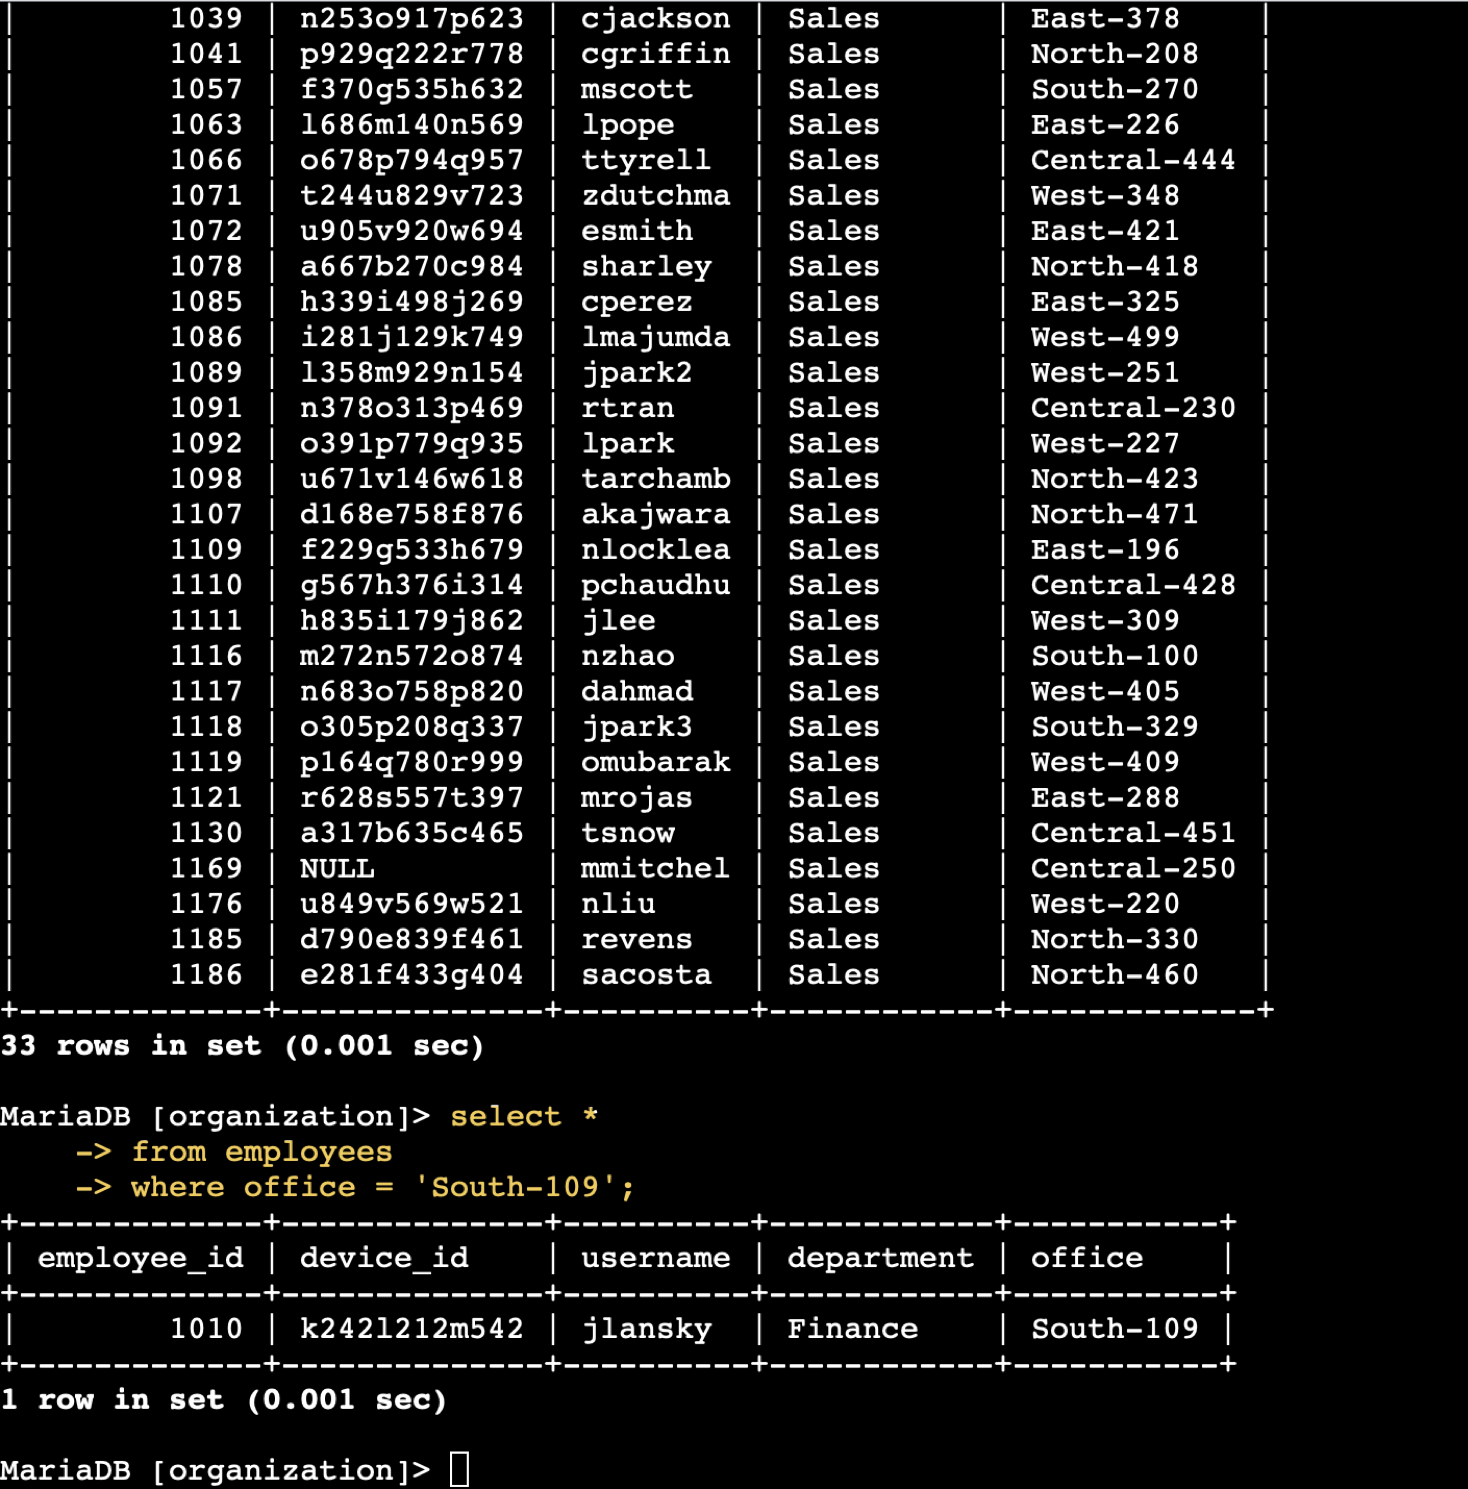 |        1039 | n253o917p623 | cjackson | Sales      | East-378    |
|        1041 | p929q222r778 | cgriffin | Sales      | North-208   |
|        1057 | f370g535h632 | mscott   | Sales      | South-270   |
|        1063 | l686m140n569 | lpope    | Sales      | East-226    |
|        1066 | o678p794q957 | ttyrell  | Sales      | Central-444 |
|        1071 | t244u829v723 | zdutchma | Sales      | West-348    |
|        1072 | u905v920w694 | esmith   | Sales      | East-421    |
|        1078 | a667b270c984 | sharley  | Sales      | North-418   |
|        1085 | h339i498j269 | cperez   | Sales      | East-325    |
|        1086 | i281j129k749 | lmajumda | Sales      | West-499    |
|        1089 | l358m929n154 | jpark2   | Sales      | West-251    |
|        1091 | n378o313p469 | rtran    | Sales      | Central-230 |
|        1092 | o391p779q935 | lpark    | Sales      | West-227    |
|        1098 | u671v146w618 | tarchamb | Sales      | North-423   |
|        1107 | d168e758f876 | akajwara | Sales      | North-471   |
|        1109 | f229g533h679 | nlocklea | Sales      | East-196    |
|        1110 | g567h376i314 | pchaudhu | Sales      | Central-428 |
|        1111 | h835i179j862 | jlee     | Sales      | West-309    |
|        1116 | m272n572o874 | nzhao    | Sales      | South-100   |
|        1117 | n683o758p820 | dahmad   | Sales      | West-405    |
|        1118 | o305p208q337 | jpark3   | Sales      | South-329   |
|        1119 | p164q780r999 | omubarak | Sales      | West-409    |
|        1121 | r628s557t397 | mrojas   | Sales      | East-288    |
|        1130 | a317b635c465 | tsnow    | Sales      | Central-451 |
|        1169 | NULL         | mmitchel | Sales      | Central-250 |
|        1176 | u849v569w521 | nliu     | Sales      | West-220    |
|        1185 | d790e839f461 | revens   | Sales      | North-330   |
|        1186 | e281f433g404 | sacosta  | Sales      | North-460   |
+-------------+--------------+----------+------------+-------------+
33 rows in set (0.001 sec)
MariaDB [organization]> select *
    -> from employees
    -> where office = 'South-109';
+-------------+--------------+----------+------------+-----------+
| employee_id | device_id    | username | department | office    |
+-------------+--------------+----------+------------+-----------+
|        1010 | k242l212m542 | jlansky  | Finance    | South-109 |
+-------------+--------------+----------+------------+-----------+
1 row in set (0.001 sec)
MariaDB [organization]>